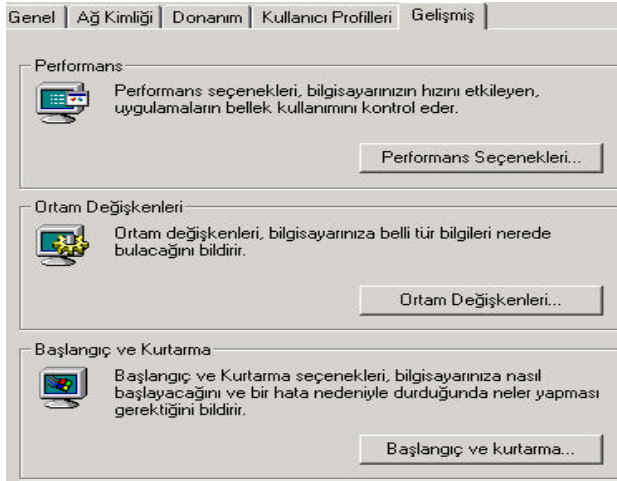 Genel Ağ Kimliği Donanım Kullanıcı Profilleri Gelişmiş
Performans
Performans seçenekleri, bilgisayarınızın hızını etkileyen,
uygulamaların bellek kullanımını kontrol eder.
Performans Seçenekleri...
Ortam Değişkenleri
Ortam değişkenleri, bilgisayarınıza belli tür bilgileri nerede
bulacağını bildirir.
Ortam Değişkenleri...
Başlangıç ve Kurtarma
Başlangıç ve Kurtarma seçenekleri, bilgisayarınıza nasıl
başlayacağını ve bir hata nedeniyle durduğunda neler yapması
gerektiğini bildirir.
Başlangıç ve kurtarma...